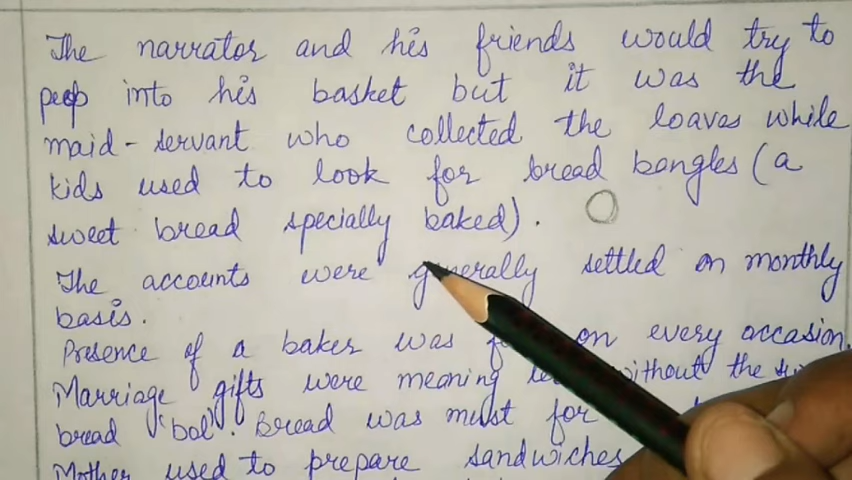 The narrator and his friends would try to
peep into his basket but it was the
maid-servant who collected the loaves while
kids used to look for bread bangles (a
sweet bread specially baked).
The accounts were generally settled on monthly
basis.
Presence of a baker was on every occasion.
Marriage gifts were meaning without the
bread 'bol'. Bread was must for
Mother used to prepare sandwiches